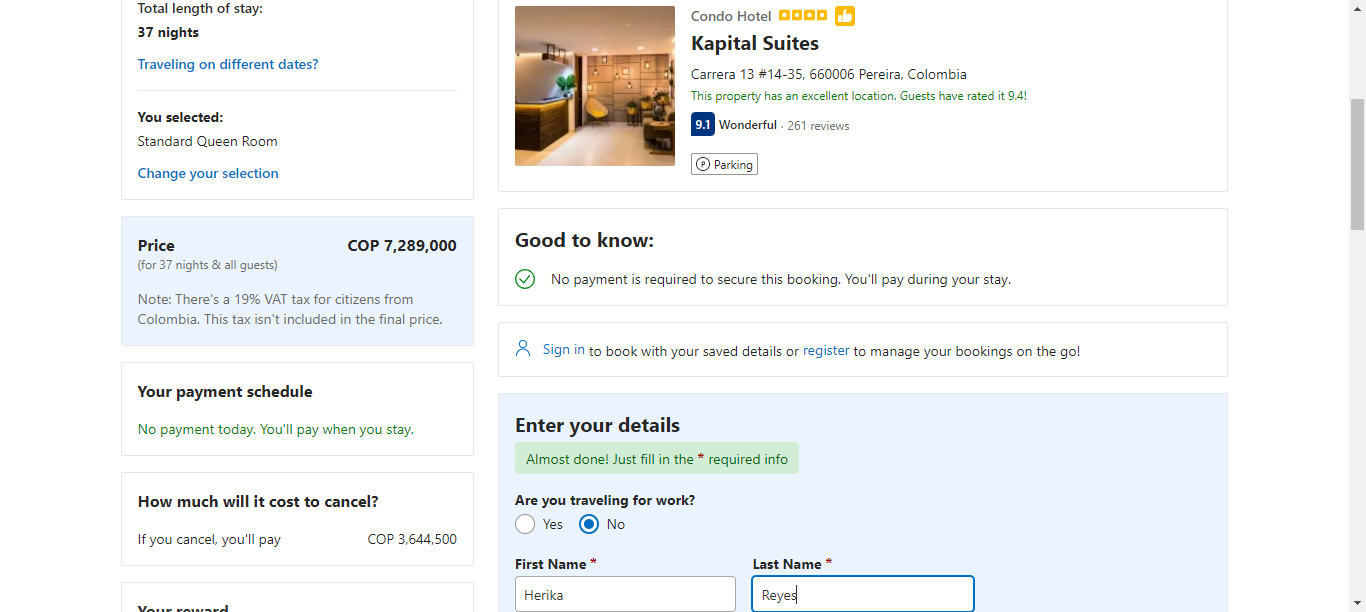 Total length of stay:
37 nights
Traveling on different dates?
You selected:
Standard Queen Room
Change your selection
Price COP 7,289,000
(for 37 nights & all guests)
Note: There's a 19% VAT tax for citizens from
Colombia. This tax isn't included in the final price.
Your payment schedule
No payment today. You'll pay when you stay.
How much will it cost to cancel?
If you cancel, you'll pay COP 3,644,500
Your reward
Condo Hotel
Kapital Suites
Carrera 13 #14-35, 660006 Pereira, Colombia
This property has an excellent location. Guests have rated it 9.4!
9.1 Wonderful · 261 reviews
P Parking
Good to know:
No payment is required to secure this booking. You'll pay during your stay.
Sign in to book with your saved details or register to manage your bookings on the go!
Enter your details
Almost done! Just fill in the * required info
Are you traveling for work?
Yes No
First Name * Last Name *
Herika Reyes